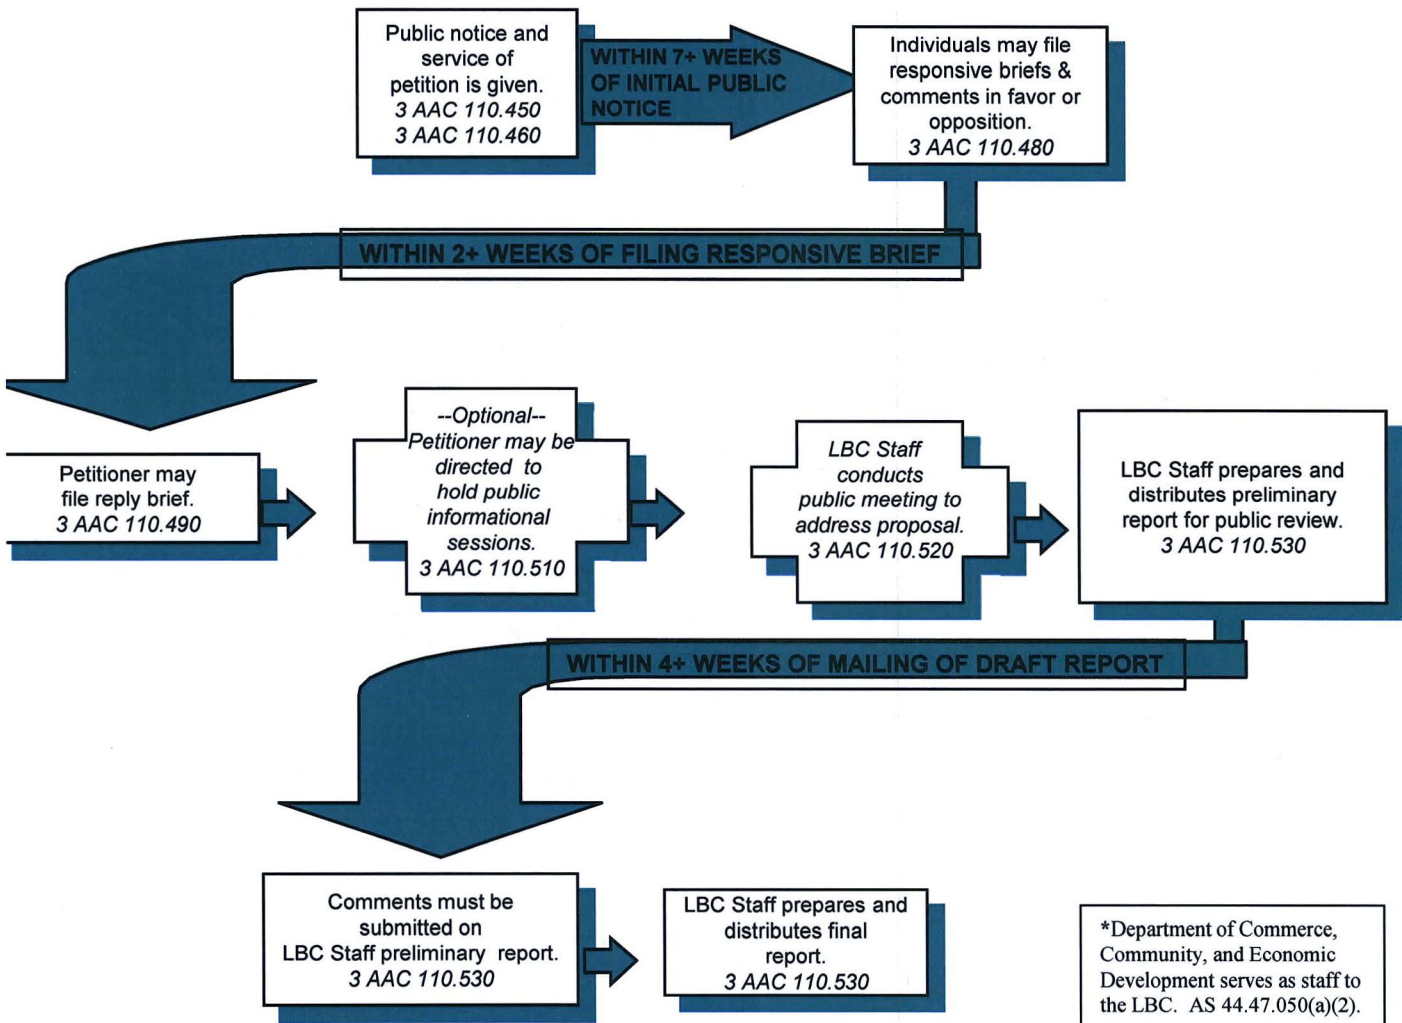 Public notice and
service of
petition is given.
3 AAC 110.450
3 AAC 110.460
WITHIN 7+ WEEKS
OF INITIAL PUBLIC
NOTICE
Individuals may file
responsive briefs &
comments in favor or
opposition.
3 AAC 110.480
WITHIN 2+ WEEKS OF FILING RESPONSIVE BRIEF
Petitioner may
file reply brief.
3 AAC 110.490
--Optional--
Petitioner may be
directed to
hold public
informational
sessions.
3 AAC 110.510
LBC Staff
conducts
public meeting to
address proposal.
3 AAC 110.520
LBC Staff prepares and
distributes preliminary
report for public review.
3 AAC 110.530
WITHIN 4+ WEEKS OF MAILING OF DRAFT REPORT
Comments must be
submitted on
LBC Staff preliminary report.
3 AAC 110.530
LBC Staff prepares and
distributes final
report.
3 AAC 110.530
*Department of Commerce,
Community, and Economic
Development serves as staff to
the LBC. AS 44.47.050(a)(2).